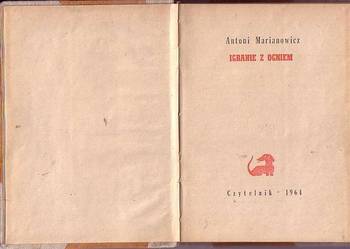 Antoni Marianowicz
IGRANIE Z OGNIEM
Czytelnik · 1964